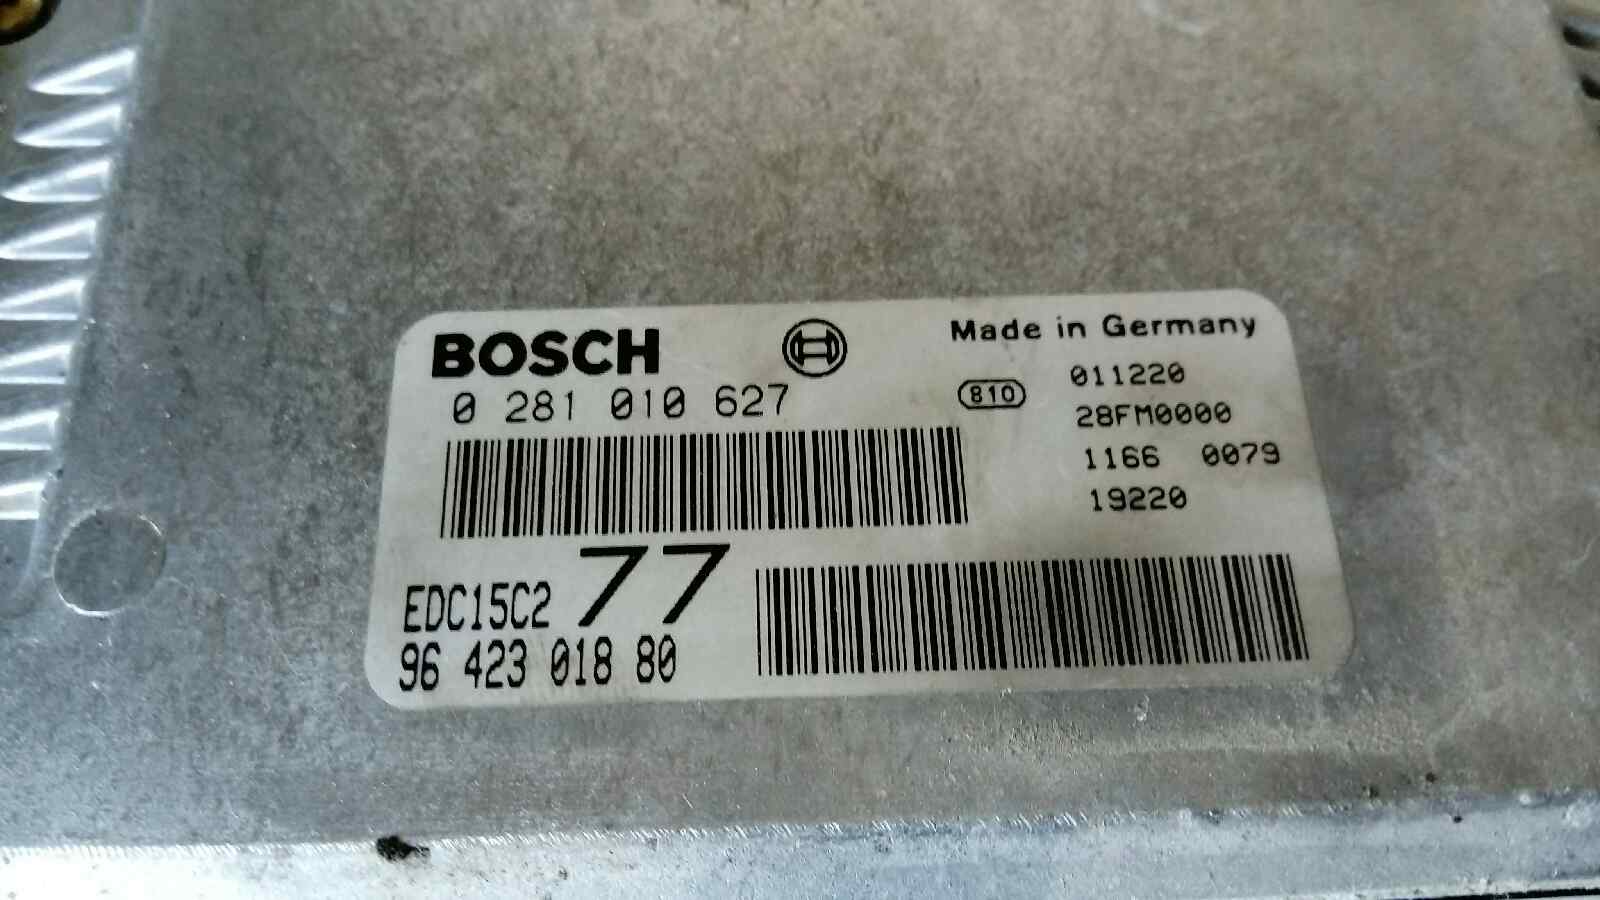 BOSCH
Made in Germany
0 281 010 627
810
011220
28FM0000
1166 0079
19220
EDC15C2 77
96 423 018 80